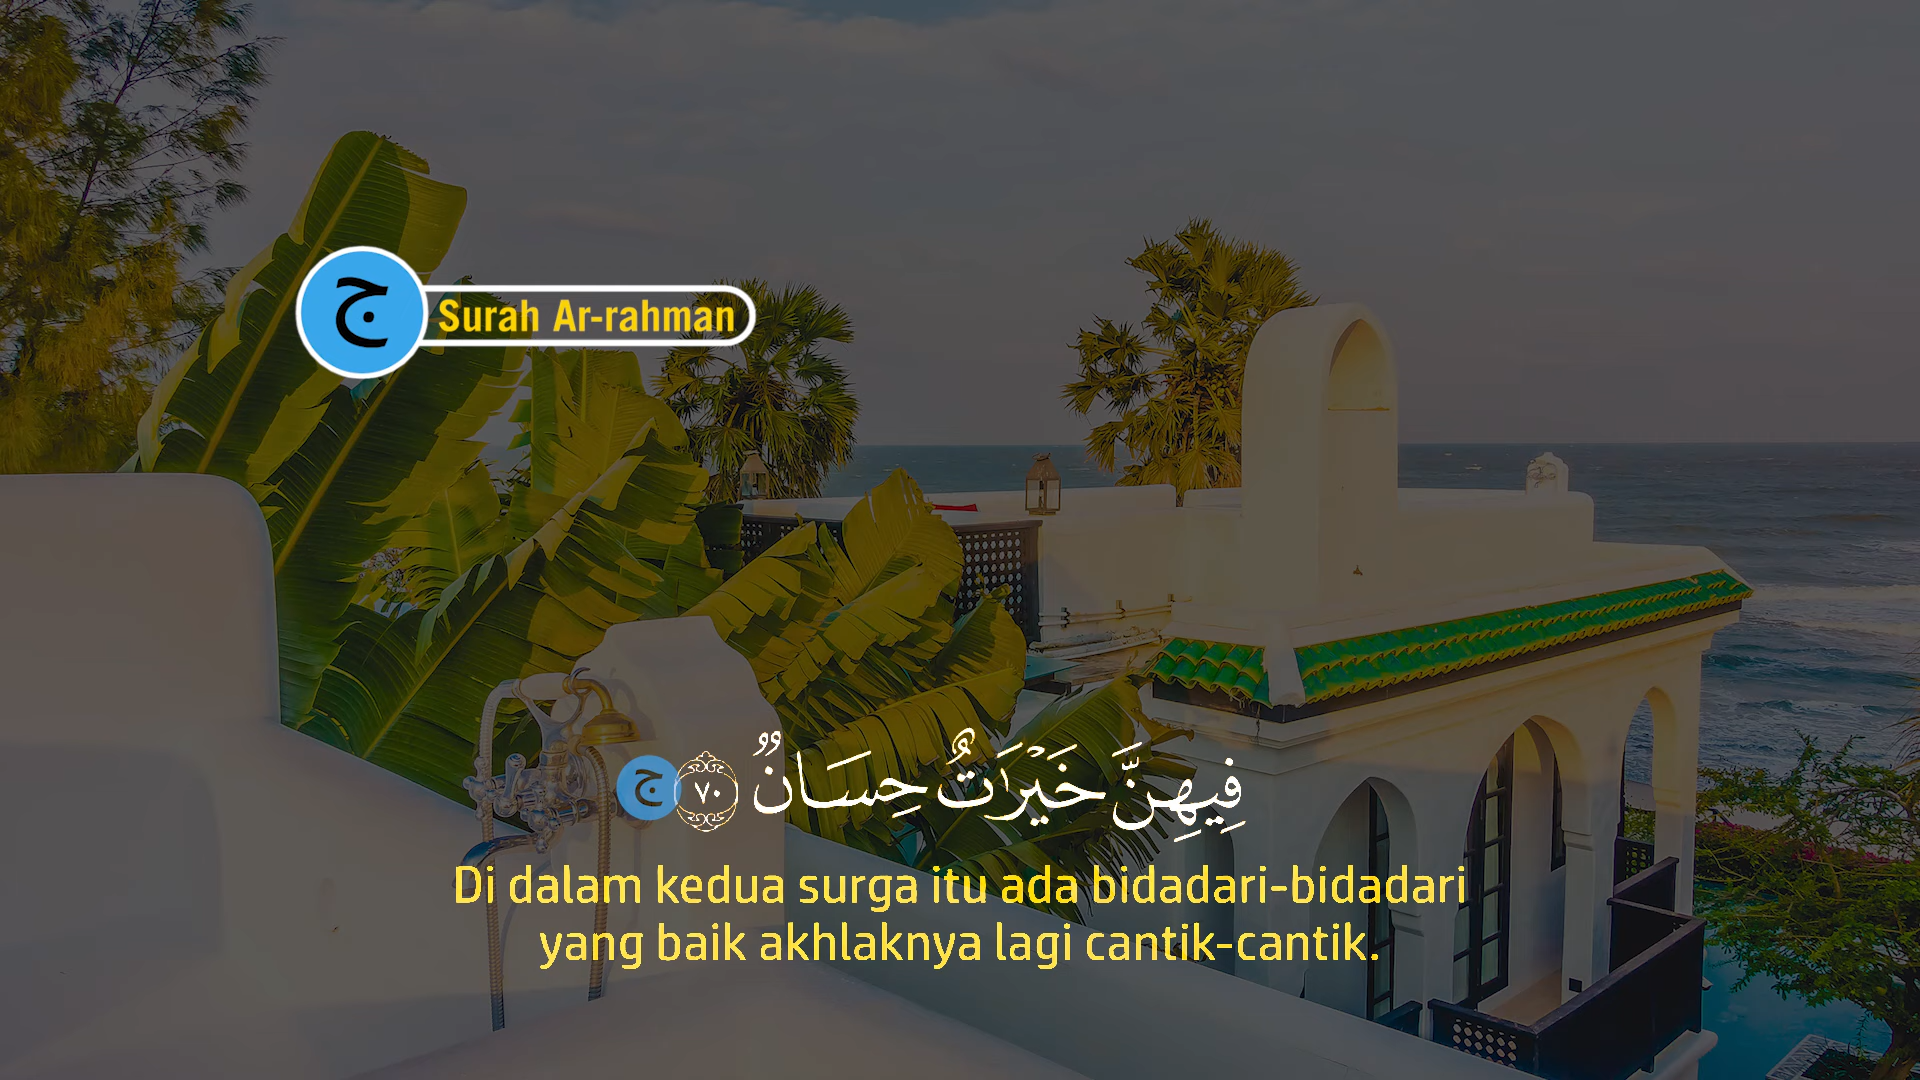 ج Surah Ar-rahman
فِيهِنَّ خَيْرَٰتٌ حِسَانٌ ٧٠ ج
Di dalam kedua surga itu ada bidadari-bidadari
yang baik akhlaknya lagi cantik-cantik.